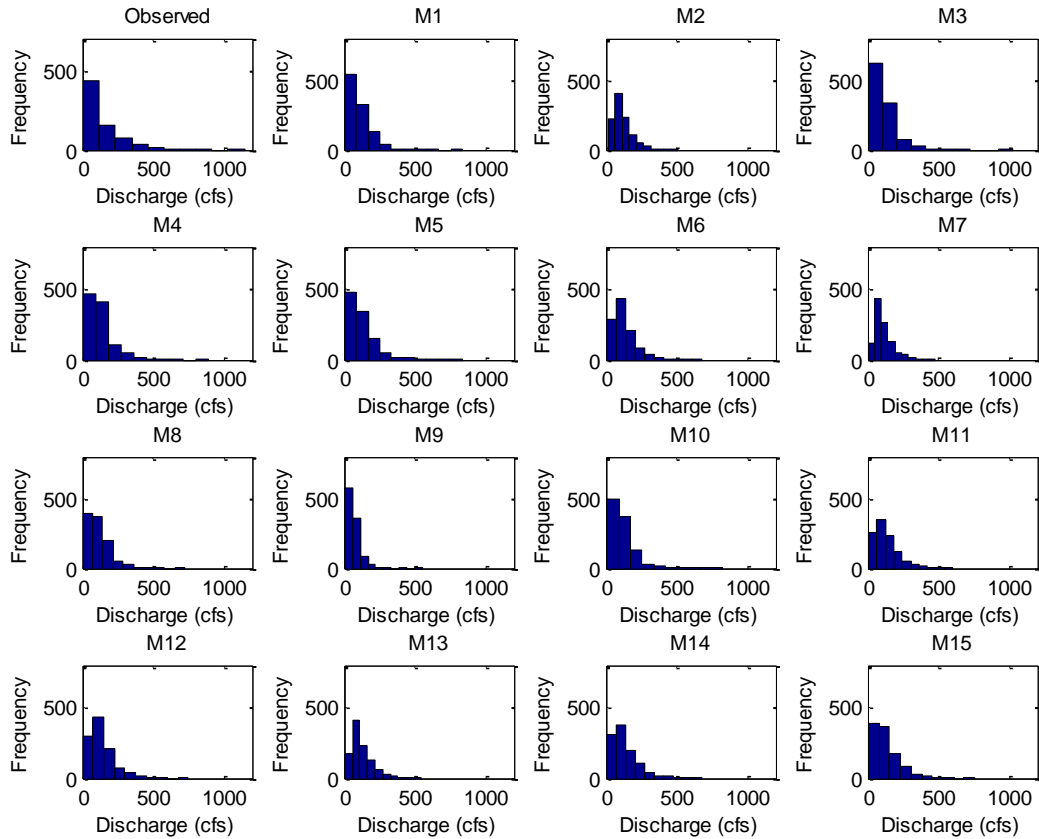 Observed M1 M2 M3
500 500 500 500
Frequency Frequency Frequency Frequency
0 0 0 0
0 500 1000 0 500 1000 0 500 1000 0 500 1000
Discharge (cfs) Discharge (cfs) Discharge (cfs) Discharge (cfs)
M4 M5 M6 M7
500 500 500 500
Frequency Frequency Frequency Frequency
0 0 0 0
0 500 1000 0 500 1000 0 500 1000 0 500 1000
Discharge (cfs) Discharge (cfs) Discharge (cfs) Discharge (cfs)
M8 M9 M10 M11
500 500 500 500
Frequency Frequency Frequency Frequency
0 0 0 0
0 500 1000 0 500 1000 0 500 1000 0 500 1000
Discharge (cfs) Discharge (cfs) Discharge (cfs) Discharge (cfs)
M12 M13 M14 M15
500 500 500 500
Frequency Frequency Frequency Frequency
0 0 0 0
0 500 1000 0 500 1000 0 500 1000 0 500 1000
Discharge (cfs) Discharge (cfs) Discharge (cfs) Discharge (cfs)